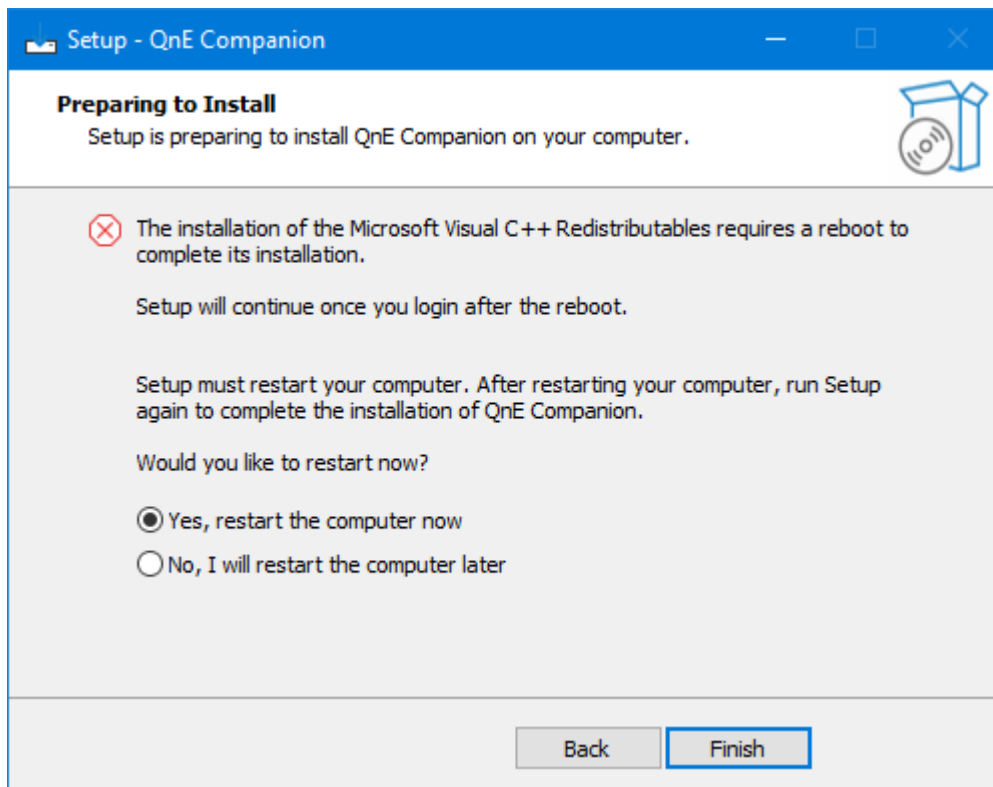 Setup - QnE Companion
Preparing to Install
Setup is preparing to install QnE Companion on your computer.
The installation of the Microsoft Visual C++ Redistributables requires a reboot to
complete its installation.
Setup will continue once you login after the reboot.
Setup must restart your computer. After restarting your computer, run Setup
again to complete the installation of QnE Companion.
Would you like to restart now?
Yes, restart the computer now
No, I will restart the computer later
Back
Finish